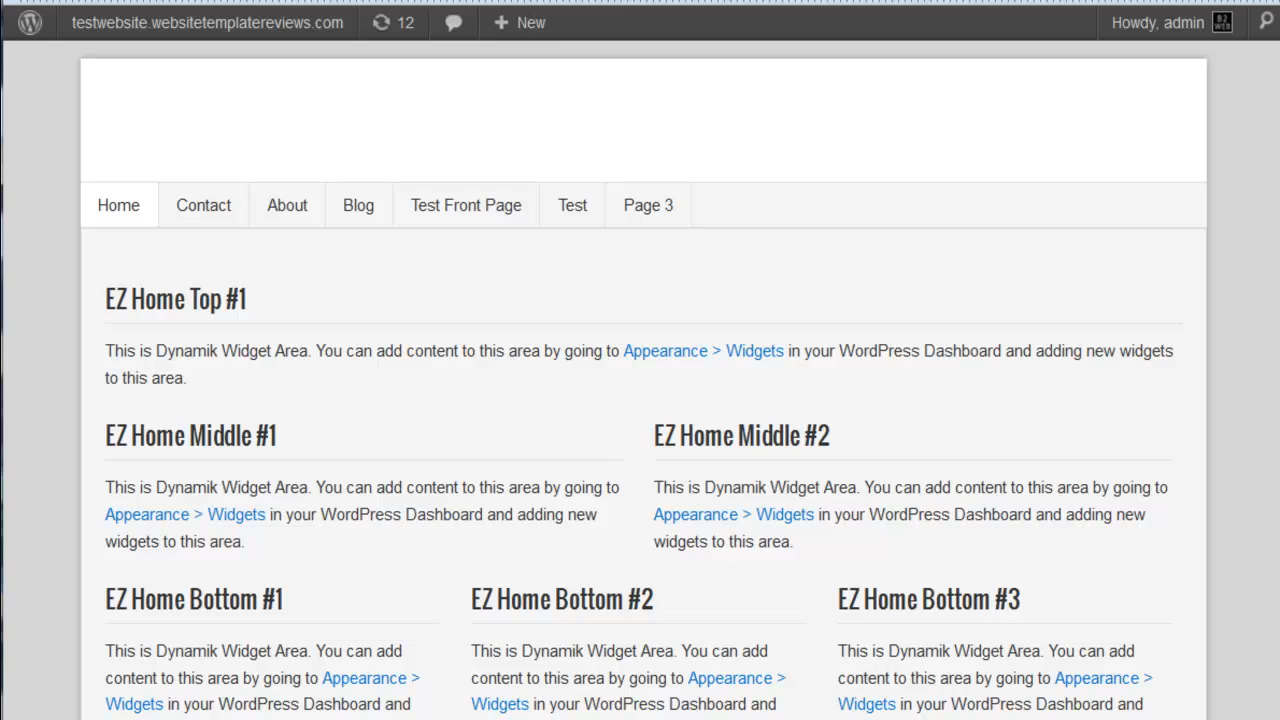 testwebsite.websitetemplatereviews.com 12 New Howdy, admin
Home Contact About Blog Test Front Page Test Page 3
EZ Home Top #1
This is Dynamik Widget Area. You can add content to this area by going to Appearance > Widgets in your WordPress Dashboard and adding new widgets
to this area.
EZ Home Middle #1
This is Dynamik Widget Area. You can add content to this area by going to
Appearance > Widgets in your WordPress Dashboard and adding new
widgets to this area.
EZ Home Middle #2
This is Dynamik Widget Area. You can add content to this area by going to
Appearance > Widgets in your WordPress Dashboard and adding new
widgets to this area.
EZ Home Bottom #1
This is Dynamik Widget Area. You can add
content to this area by going to Appearance >
Widgets in your WordPress Dashboard and
EZ Home Bottom #2
This is Dynamik Widget Area. You can add
content to this area by going to Appearance >
Widgets in your WordPress Dashboard and
EZ Home Bottom #3
This is Dynamik Widget Area. You can add
content to this area by going to Appearance >
Widgets in your WordPress Dashboard and